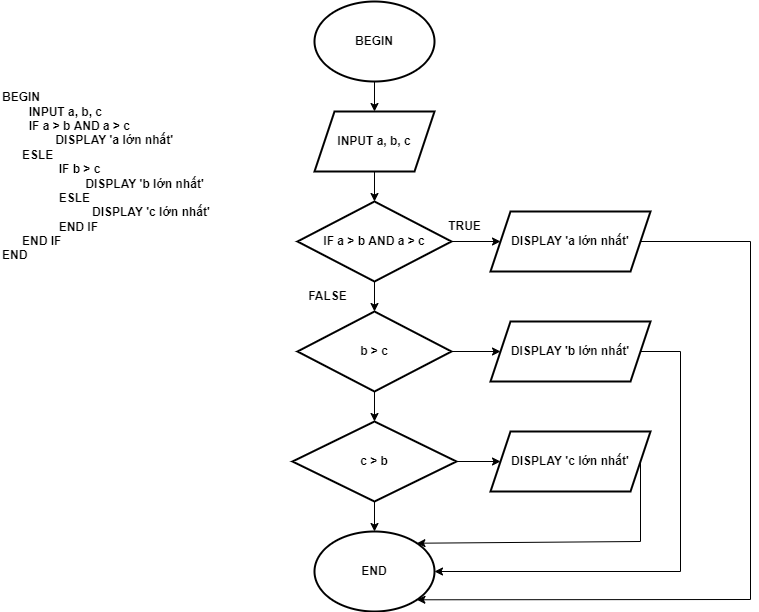 BEGIN
INPUT a, b, c
IF a > b AND a > c
DISPLAY 'a lớn nhất'
ESLE
IF b > c
DISPLAY 'b lớn nhất'
ESLE
DISPLAY 'c lớn nhất'
END IF
END IF
END
BEGIN
INPUT a, b, c
IF a > b AND a > c
TRUE
DISPLAY 'a lớn nhất'
FALSE
b > c
DISPLAY 'b lớn nhất'
c > b
DISPLAY 'c lớn nhất'
END